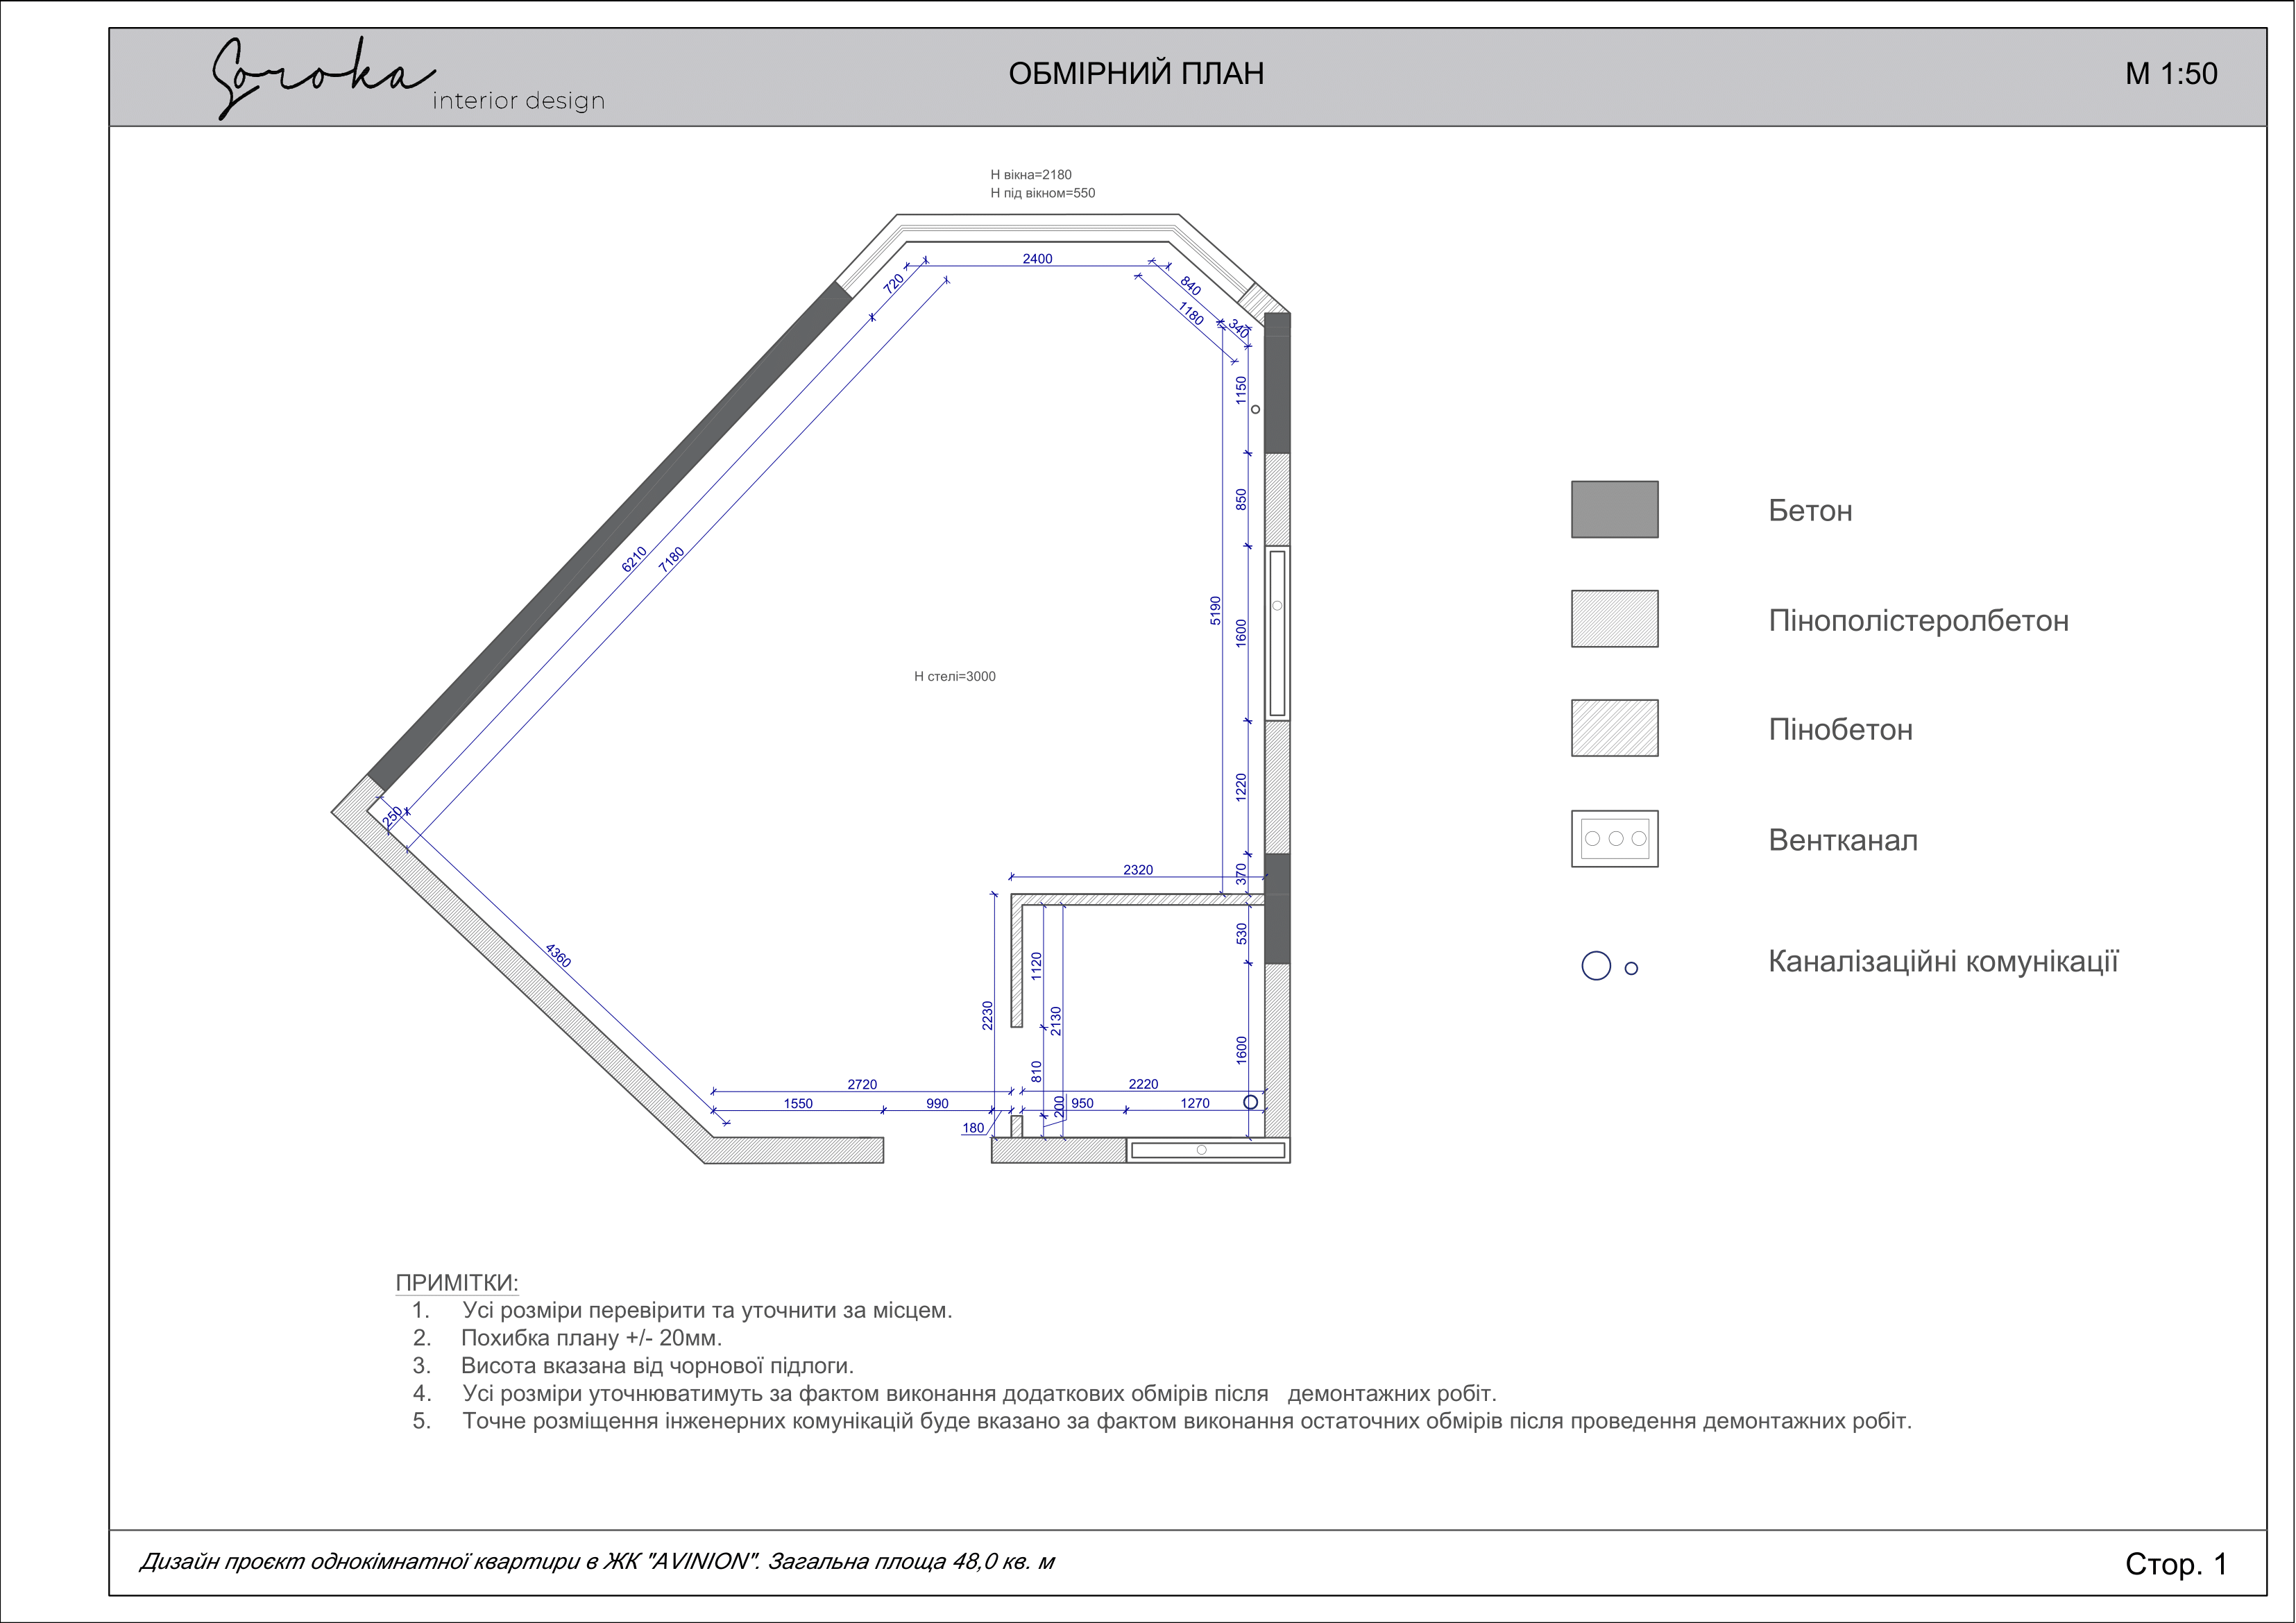 Soroka
interior design
ОБМІРНИЙ ПЛАН
М 1:50
Н вікна=2180
Н під вікном=550
2400
720
840
1180
340
1150
850
6210
7180
5190
1600
Н стелі=3000
1220
250
370
2320
4360
530
1120
2230
2130
1600
810
2720
2220
1550
990
200
950
1270
180
Бетон
Пінополістеролбетон
Пінобетон
Вентканал
Каналізаційні комунікації
ПРИМІТКИ:
1. Усі розміри перевірити та уточнити за місцем.
2. Похибка плану +/- 20мм.
3. Висота вказана від чорнової підлоги.
4. Усі розміри уточнюватимуть за фактом виконання додаткових обмірів після демонтажних робіт.
5. Точне розміщення інженерних комунікацій буде вказано за фактом виконання остаточних обмірів після проведення демонтажних робіт.
Дизайн проєкт однокімнатної квартири в ЖК "AVINION". Загальна площа 48,0 кв. м
Стор. 1